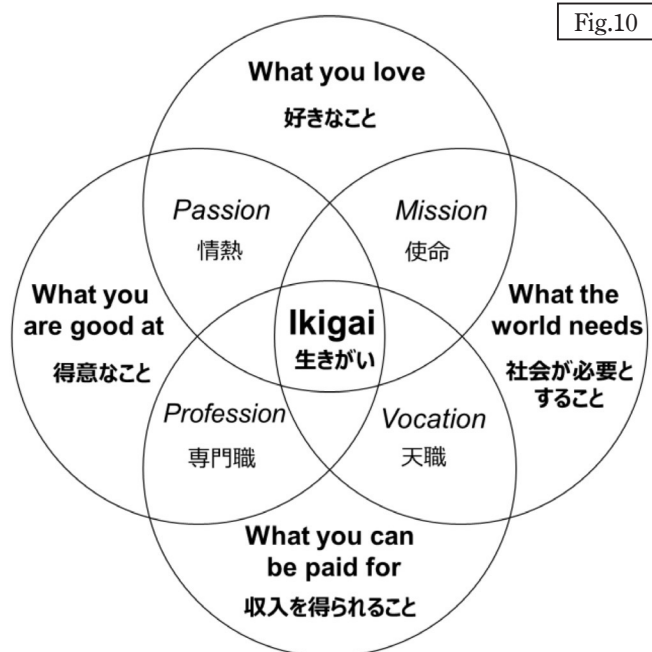 Fig.10
What you love
好きなこと
Passion
情熱
Mission
使命
What you
are good at
得意なこと
Ikigai
生きがい
What the
world needs
社会が必要と
すること
Profession
専門職
Vocation
天職
What you can
be paid for
収入を得られること